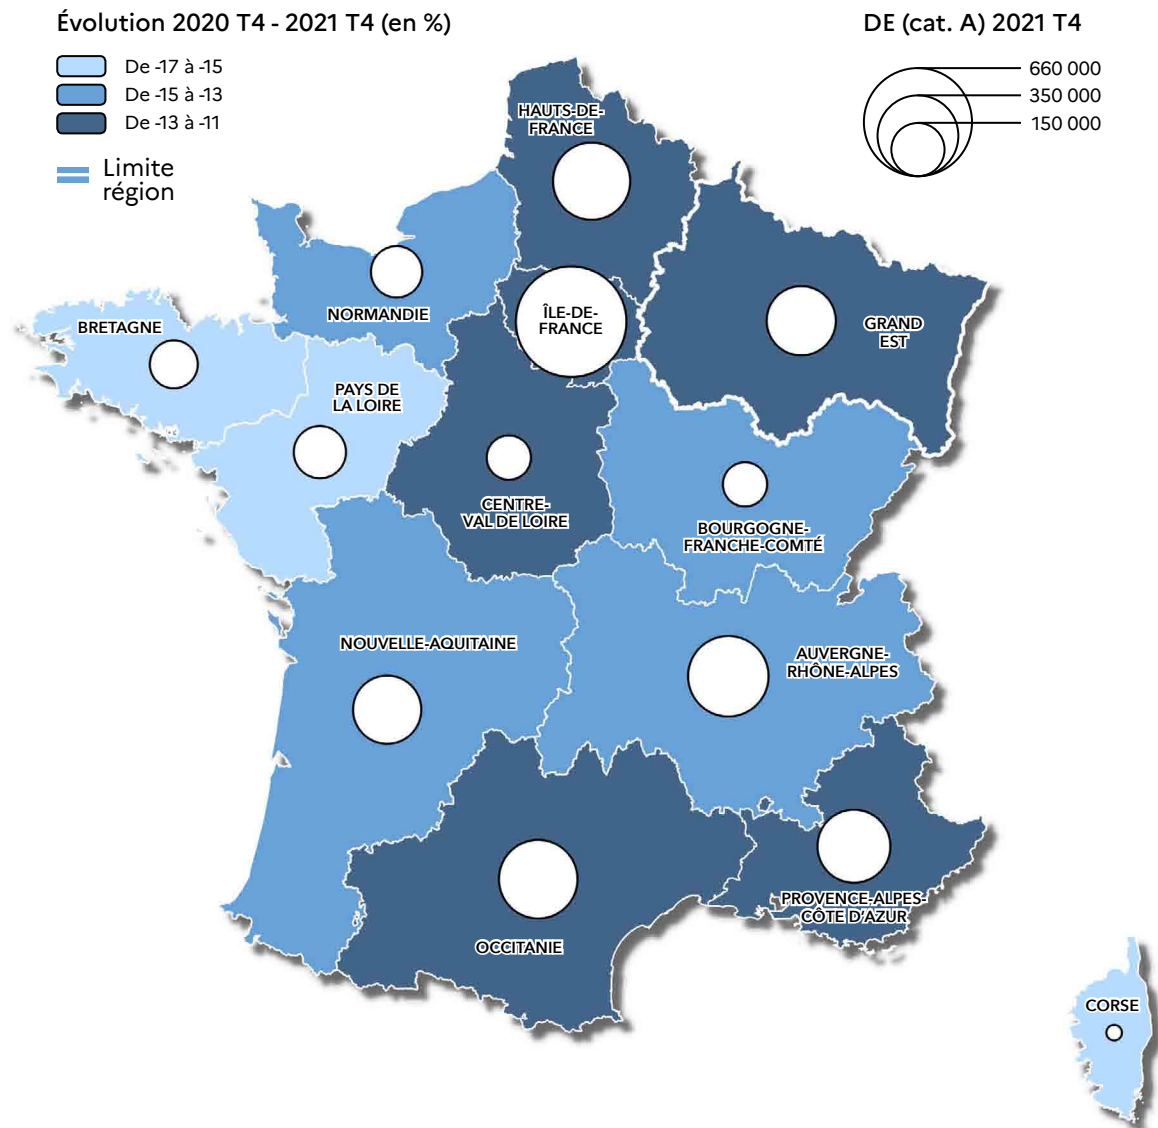 Évolution 2020 T4 - 2021 T4 (en %)
De -17 à -15
De -15 à -13
De -13 à -11
Limite
région
DE (cat. A) 2021 T4
660 000
350 000
150 000
HAUTS-DE-
FRANCE
NORMANDIE
ÎLE-DE-
FRANCE
GRAND
EST
BRETAGNE
PAYS DE
LA LOIRE
CENTRE-
VAL DE LOIRE
BOURGOGNE-
FRANCHE-COMTÉ
NOUVELLE-AQUITAINE
AUVERGNE-
RHÔNE-ALPES
PROVENCE-ALPES-
CÔTE D'AZUR
OCCITANIE
CORSE